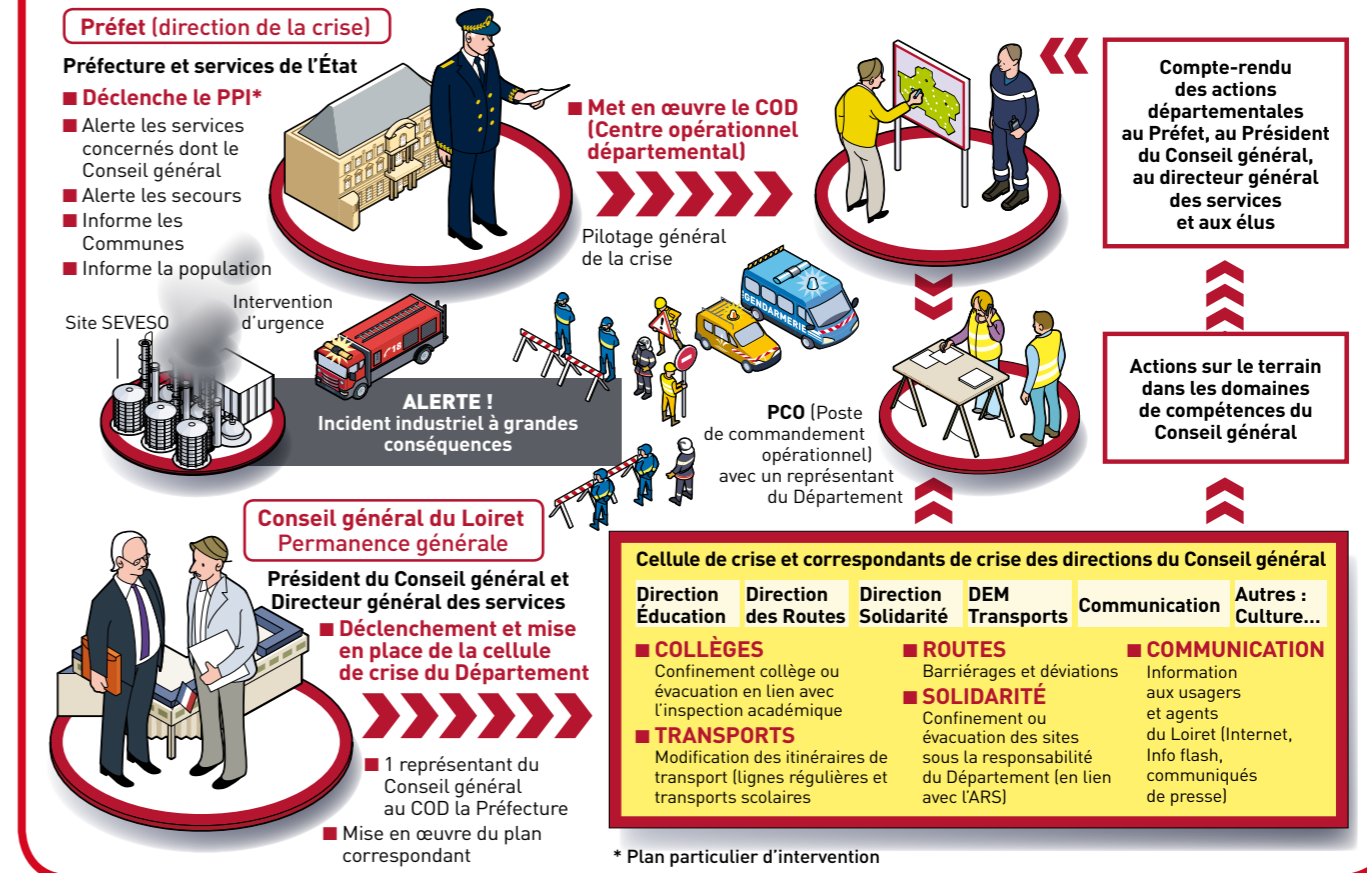 Préfet (direction de la crise)
Préfecture et services de l'État
■ Déclenche le PPI*
■ Alerte les services
concernés dont le
Conseil général
■ Alerte les secours
■ Informe les
Communes
■ Informe la population
■ Met en œuvre le COD
(Centre opérationnel
départemental)
Pilotage général
de la crise
Compte-rendu
des actions
départementales
au Préfet, au Président
du Conseil général,
au directeur général
des services
et aux élus
Site SEVESO
Intervention
d'urgence
18
GENDARMERIE
ALERTE !
Incident industriel à grandes
conséquences
PCO (Poste
de commandement
opérationnel)
avec un représentant
du Département
Actions sur le terrain
dans les domaines
de compétences du
Conseil général
Conseil général du Loiret
Permanence générale
Président du Conseil général et
Directeur général des services
■ Déclenchement et mise
en place de la cellule
de crise du Département
■ 1 représentant du
Conseil général
au COD la Préfecture
■ Mise en œuvre du plan
correspondant
Cellule de crise et correspondants de crise des directions du Conseil général
Direction
Éducation
Direction
des Routes
Direction
Solidarité
DEM
Transports
Communication
Autres :
Culture...
■ COLLÈGES
Confinement collège ou
évacuation en lien avec
l'inspection académique
■ TRANSPORTS
Modification des itinéraires de
transport (lignes régulières et
transports scolaires
■ ROUTES
Barriérages et déviations
■ SOLIDARITÉ
Confinement ou
évacuation des sites
sous la responsabilité
du Département (en lien
avec l'ARS)
■ COMMUNICATION
Information
aux usagers
et agents
du Loiret (Internet,
Info flash,
communiqués
de presse)
* Plan particulier d'intervention